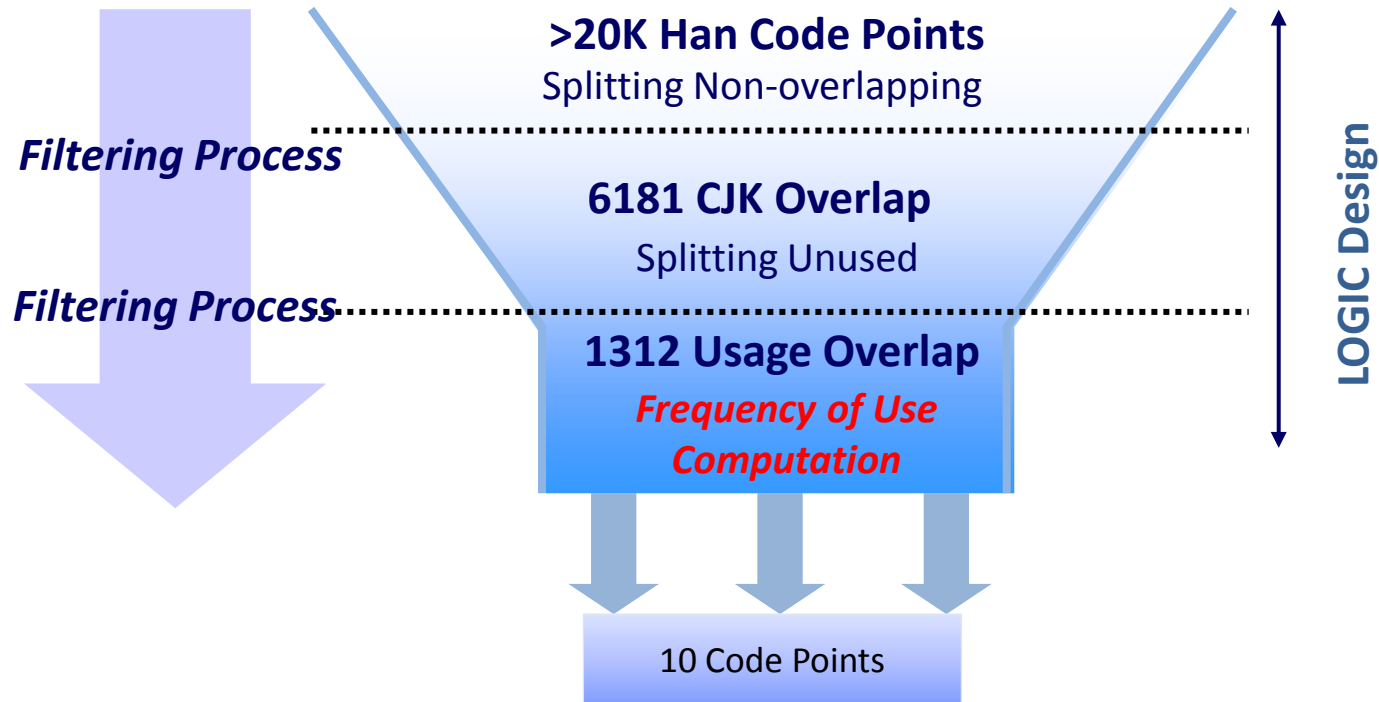 >20K Han Code Points
Splitting Non-overlapping
Filtering Process
6181 CJK Overlap
Splitting Unused
Filtering Process
1312 Usage Overlap
Frequency of Use
Computation
10 Code Points
LOGIC Design